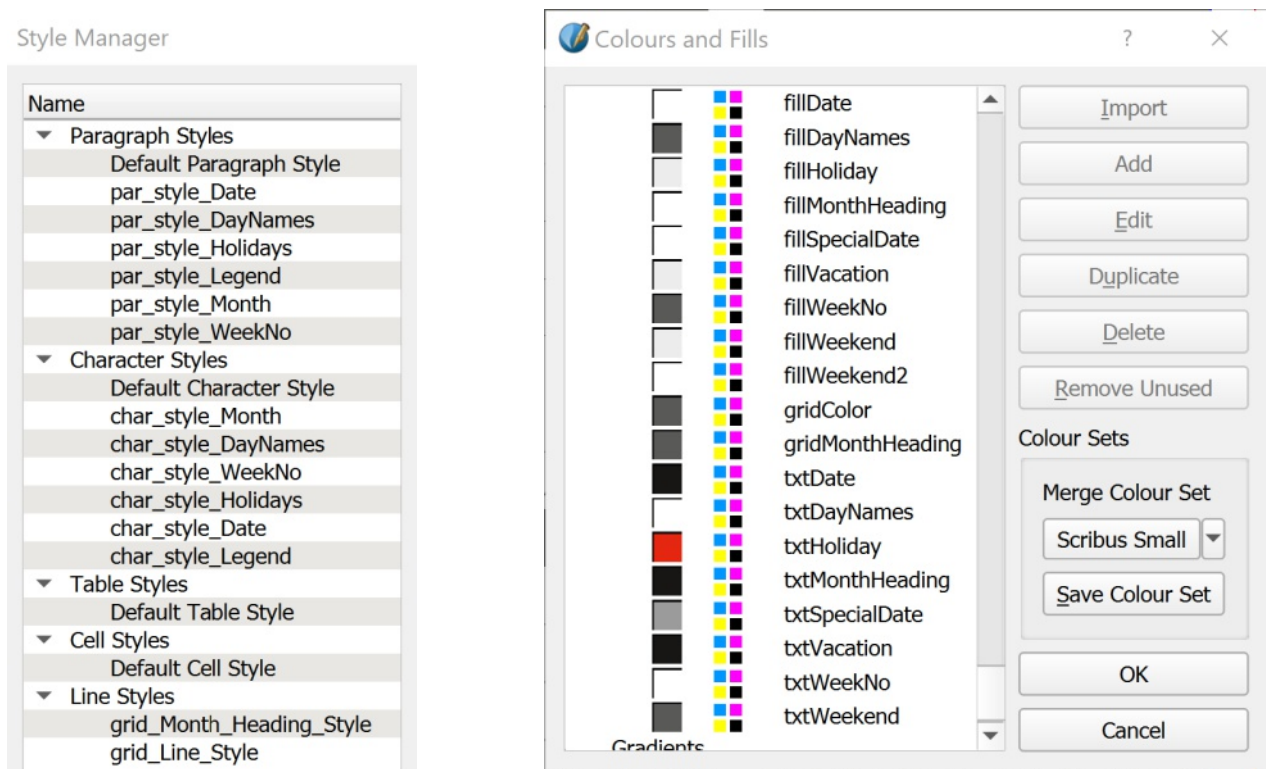 Style Manager
Name
Paragraph Styles
Default Paragraph Style
par_style_Date
par_style_DayNames
par_style_Holidays
par_style_Legend
par_style_Month
par_style_WeekNo
Character Styles
Default Character Style
char_style_Month
char_style_DayNames
char_style_WeekNo
char_style_Holidays
char_style_Date
char_style_Legend
Table Styles
Default Table Style
Cell Styles
Default Cell Style
Line Styles
grid_Month_Heading_Style
grid_Line_Style
Colours and Fills ?
fillDate
fillDayNames
fillHoliday
fillMonthHeading
fillSpecialDate
fillVacation
fillWeekNo
fillWeekend
fillWeekend2
gridColor
gridMonthHeading
txtDate
txtDayNames
txtHoliday
txtMonthHeading
txtSpecialDate
txtVacation
txtWeekNo
txtWeekend
Gradients
Import
Add
Edit
Duplicate
Delete
Remove Unused
Colour Sets
Merge Colour Set
Scribus Small
Save Colour Set
OK
Cancel